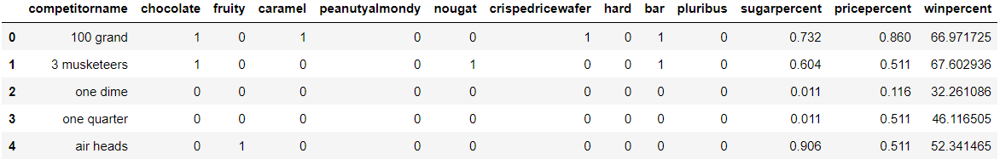 competitorname chocolate fruity caramel peanutyalmondy nougat crispedricewafer hard bar pluribus sugarpercent pricepercent winpercent
0 100 grand 1 0 1 0 0 1 0 1 0 0.732 0.860 66.971725
1 3 musketeers 1 0 0 0 1 0 0 1 0 0.604 0.511 67.602936
2 one dime 0 0 0 0 0 0 0 0 0 0.011 0.116 32.261086
3 one quarter 0 0 0 0 0 0 0 0 0 0.011 0.511 46.116505
4 air heads 0 1 0 0 0 0 0 0 0 0.906 0.511 52.341465